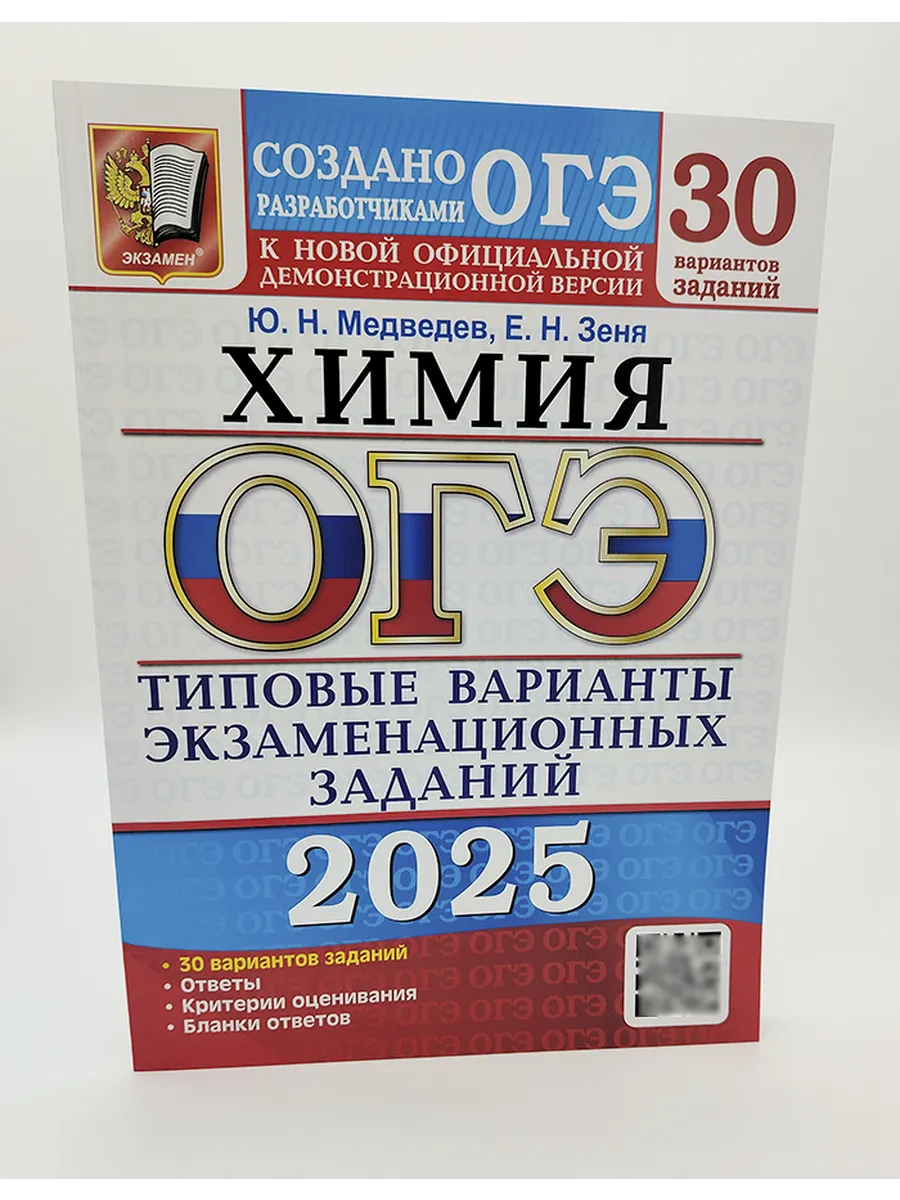 ЭКЗАМЕН®
СОЗДАНО
РАЗРАБОТЧИКАМИ
ОГЭ
К НОВОЙ ОФИЦИАЛЬНОЙ
ДЕМОНСТРАЦИОННОЙ ВЕРСИИ
30
вариантов
заданий
Ю. Н. Медведев, Е. Н. Зеня
ХИМИЯ
ОГЭ
ТИПОВЫЕ ВАРИАНТЫ
ЭКЗАМЕНАЦИОННЫХ
ЗАДАНИЙ
2025
• 30 вариантов заданий
• Ответы
• Критерии оценивания
• Бланки ответов